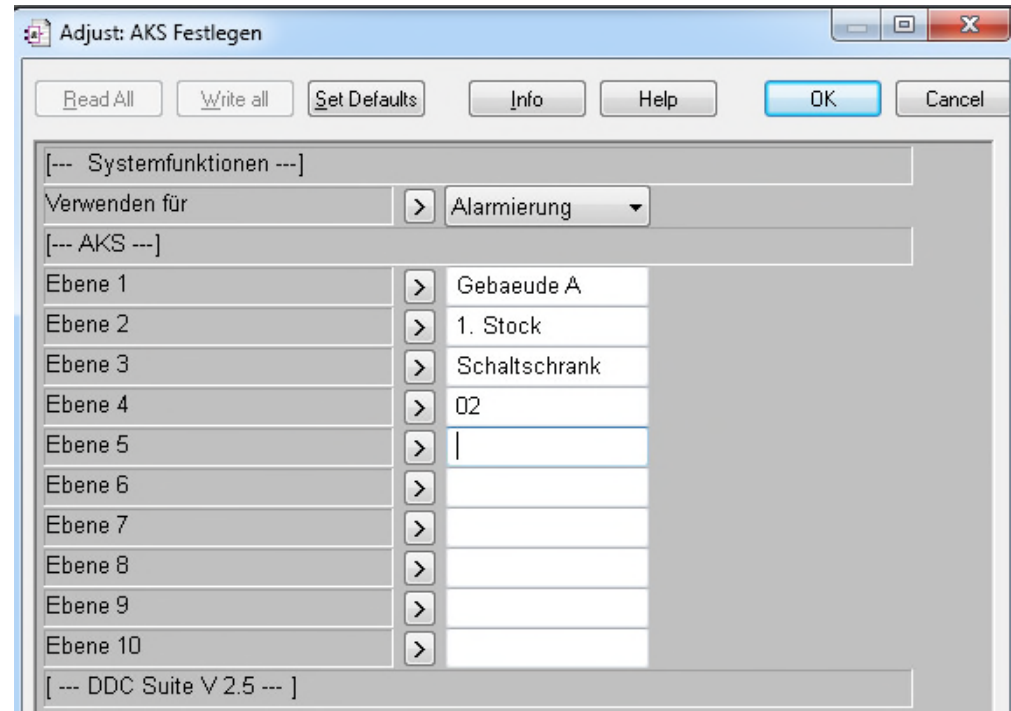 Adjust: AKS Festlegen
Read All Write all Set Defaults Info Help OK Cancel
[--- Systemfunktionen ---]
Verwenden für > Alarmierung
[--- AKS ---]
Ebene 1 > Gebaeude A
Ebene 2 > 1. Stock
Ebene 3 > Schaltschrank
Ebene 4 > 02
Ebene 5 >
Ebene 6 >
Ebene 7 >
Ebene 8 >
Ebene 9 >
Ebene 10 >
[ --- DDC Suite V 2.5 --- ]